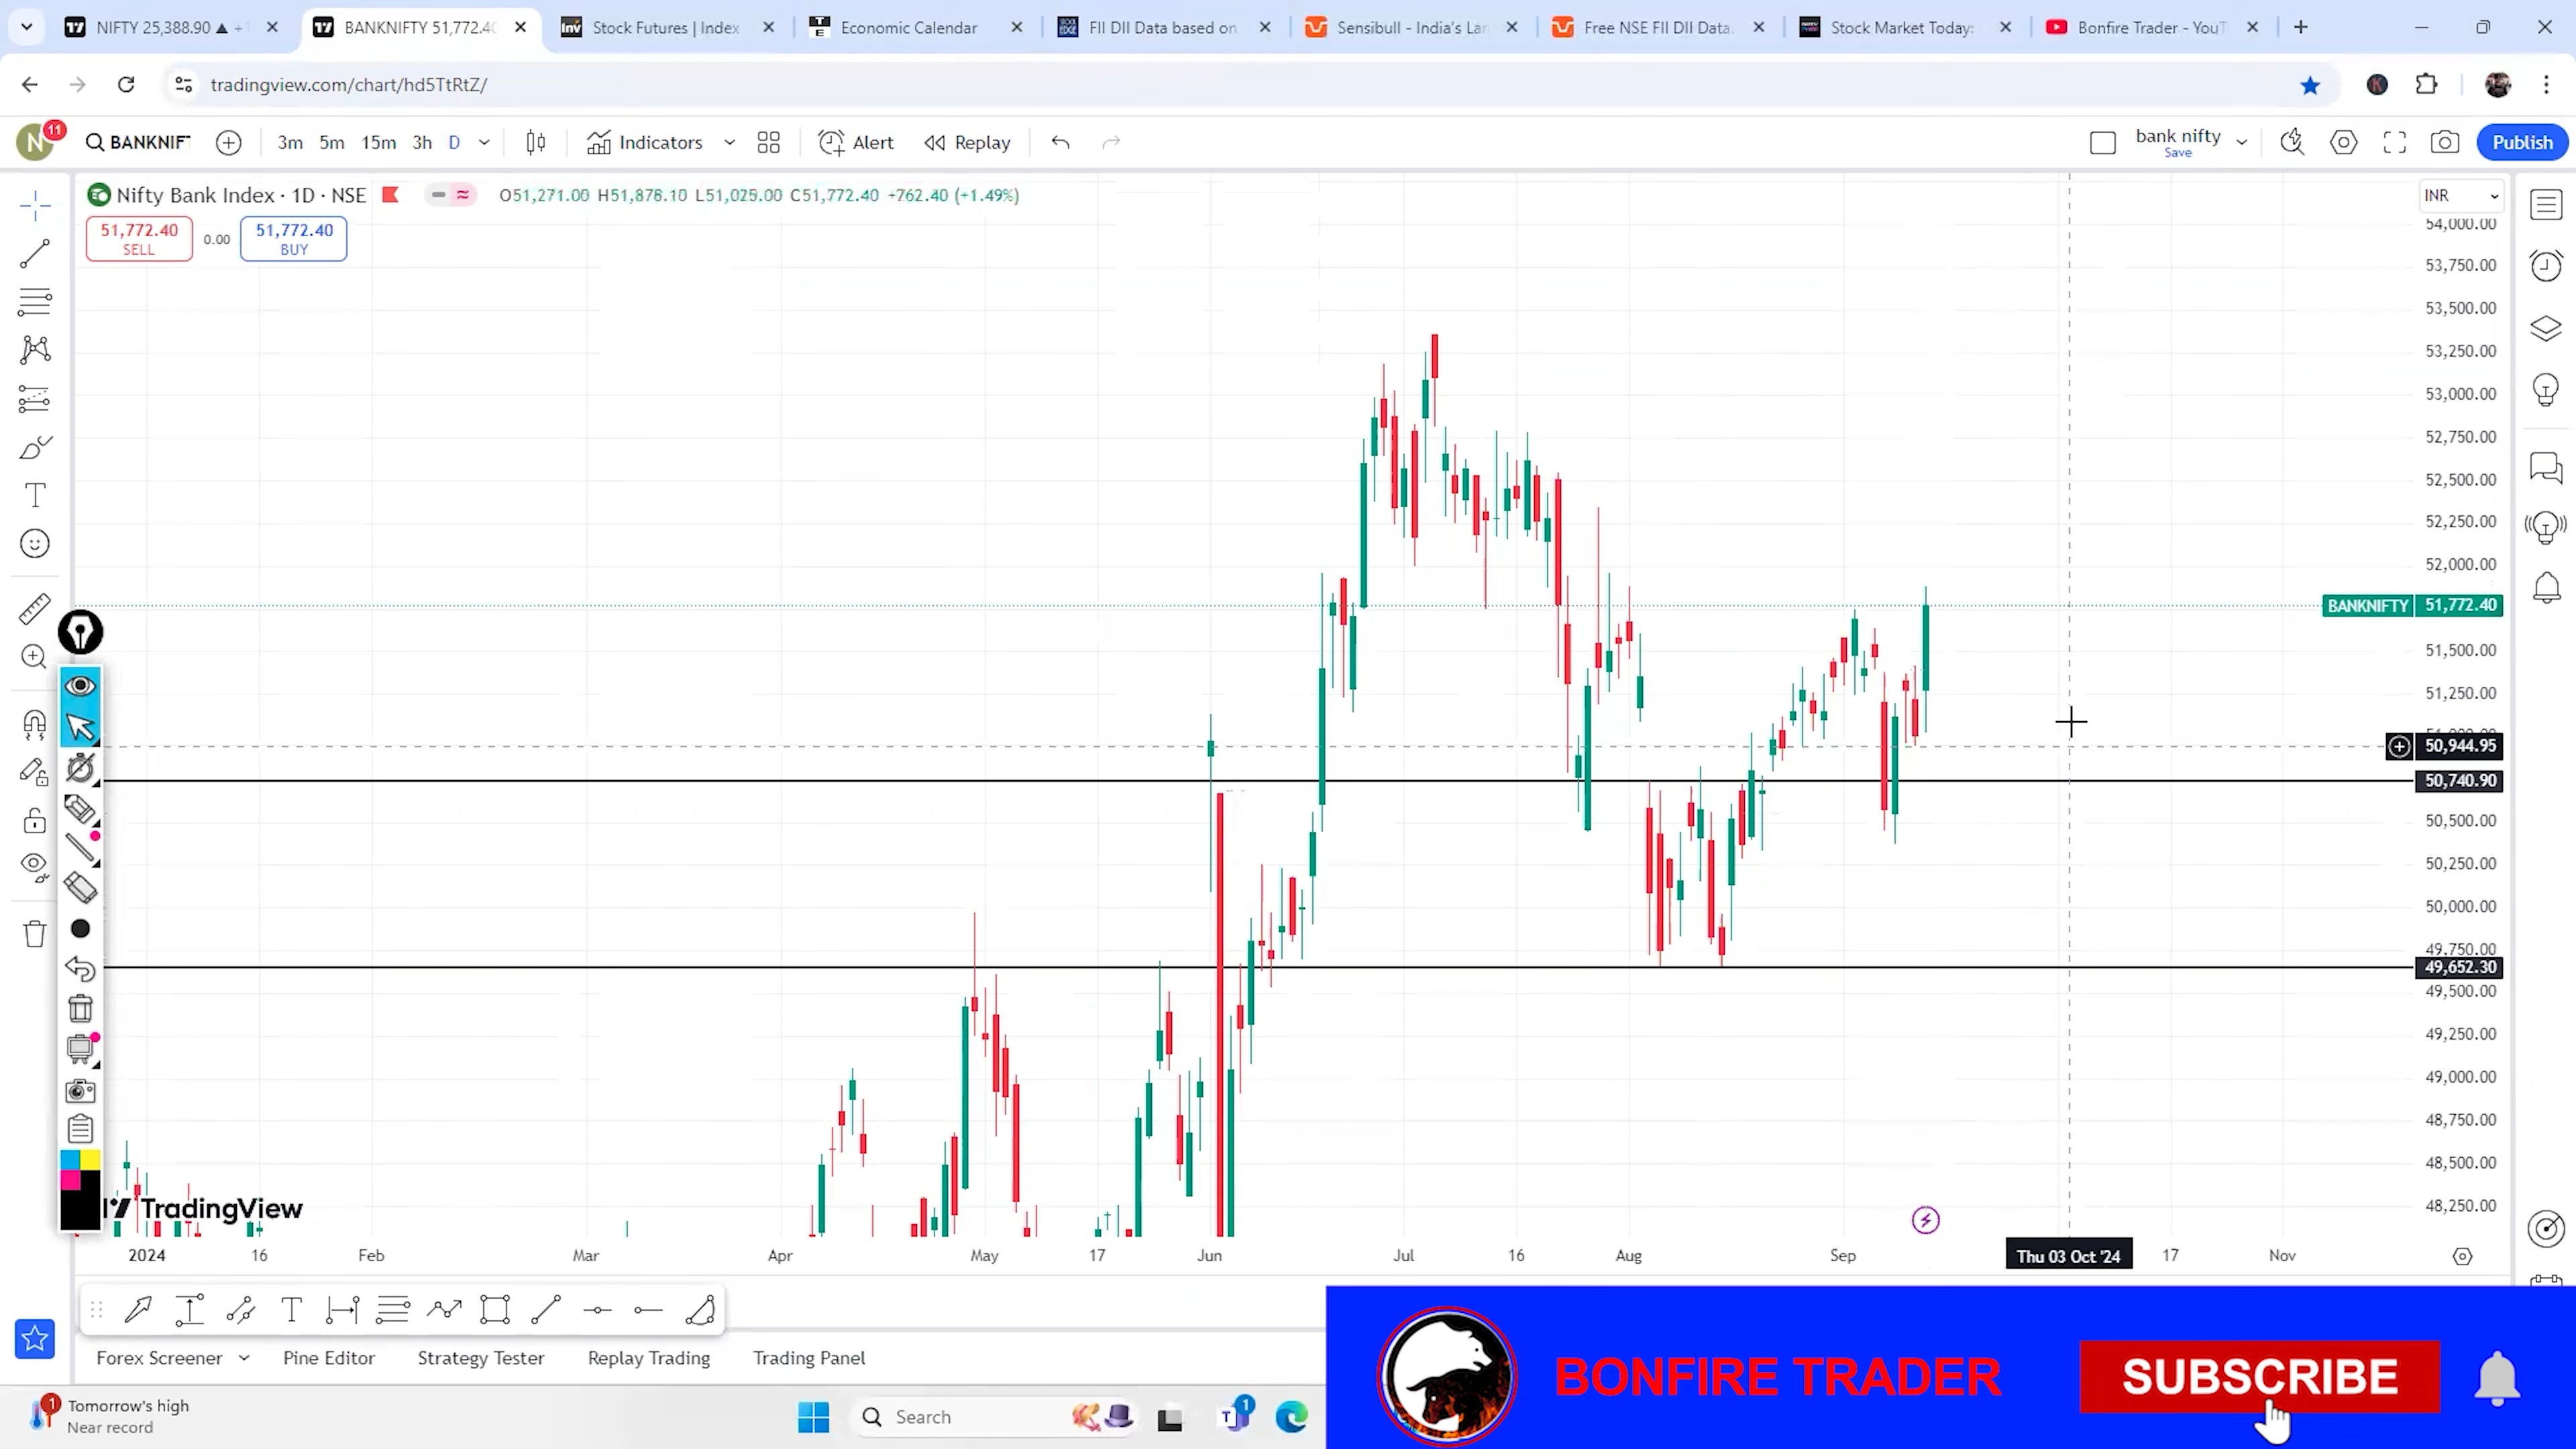 NIFTY 25,388.90 ▲ +
BANKNIFTY 51,772.40
Stock Futures | Index
Economic Calendar
FII DII Data based on
Sensibull - India's Lar
Free NSE FII DII Data
Stock Market Today:
Bonfire Trader - YouT
tradingview.com/chart/hd5TtRtZ/
N 11
BANKNIFT
3m 5m 15m 3h D
Indicators
Alert
Replay
bank nifty
Save
Publish
Nifty Bank Index · 1D · NSE
O51,271.00 H51,878.10 L51,025.00 C51,772.40 +762.40 (+1.49%)
INR
51,772.40
SELL
0.00
51,772.40
BUY
54,000.00
53,750.00
53,500.00
53,250.00
53,000.00
52,750.00
52,500.00
52,250.00
52,000.00
BANKNIFTY 51,772.40
51,500.00
51,250.00
50,944.95
50,740.90
50,500.00
50,250.00
50,000.00
49,750.00
49,652.30
49,500.00
49,250.00
49,000.00
48,750.00
48,500.00
48,250.00
TradingView
2024 16 Feb Mar Apr May 17 Jun Jul 16 Aug Sep Thu 03 Oct '24 17 Nov
Forex Screener
Pine Editor
Strategy Tester
Replay Trading
Trading Panel
BONFIRE TRADER
SUBSCRIBE
1
Tomorrow's high
Near record
Search
1